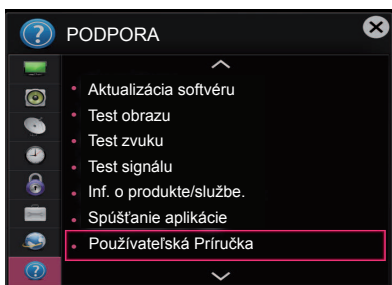 PODPORA
Aktualizácia softvéru
Test obrazu
Test zvuku
Test signálu
Inf. o produkte/službe.
Spúšťanie aplikácie
Používateľská Príručka